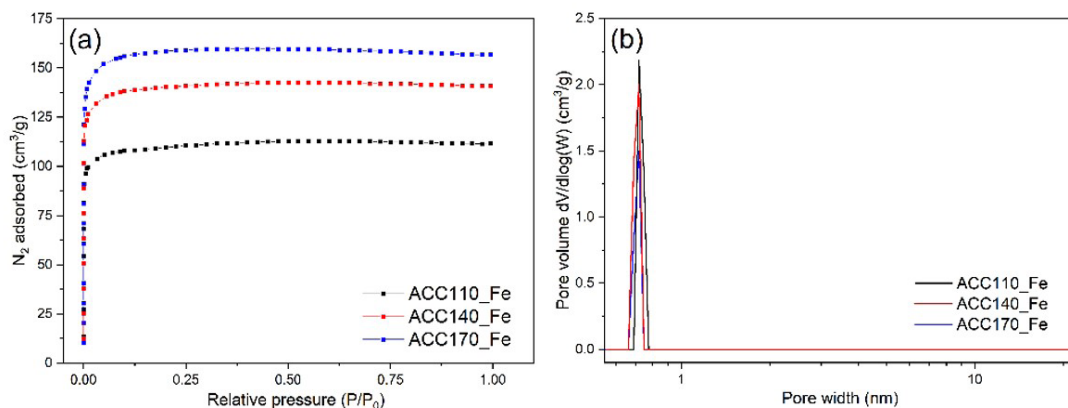 (a)
175
150
125
100
75
50
25
0
N₂ adsorbed (cm³/g)
ACC110_Fe
ACC140_Fe
ACC170_Fe
0.00
0.25
0.50
0.75
1.00
Relative pressure (P/P₀)
(b)
2.5
2.0
1.5
1.0
0.5
0.0
Pore volume dV/dlog(W) (cm³/g)
ACC110_Fe
ACC140_Fe
ACC170_Fe
1
10
Pore width (nm)